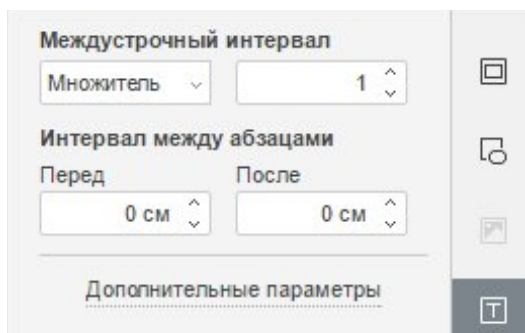 Междустрочный интервал
Множитель 1
Интервал между абзацами
Перед После
0 см 0 см
Дополнительные параметры